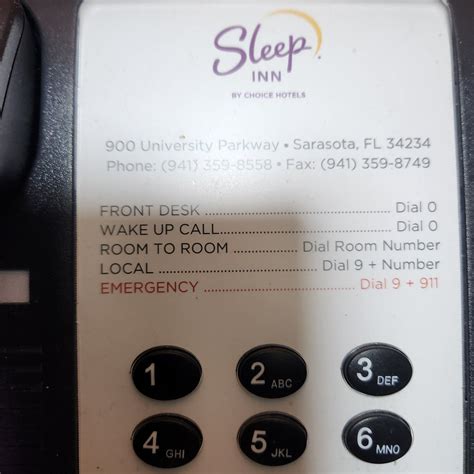 Sleep
INN
BY CHOICE HOTELS
900 University Parkway • Sarasota, FL 34234
Phone: (941) 359-8558 • Fax: (941) 359-8749
FRONT DESK ........................ Dial 0
WAKE UP CALL ........................ Dial 0
ROOM TO ROOM ............ Dial Room Number
LOCAL ........................ Dial 9 + Number
EMERGENCY ........................ Dial 9 + 911
1 2 ABC 3 DEF
4 GHI 5 JKL 6 MNO